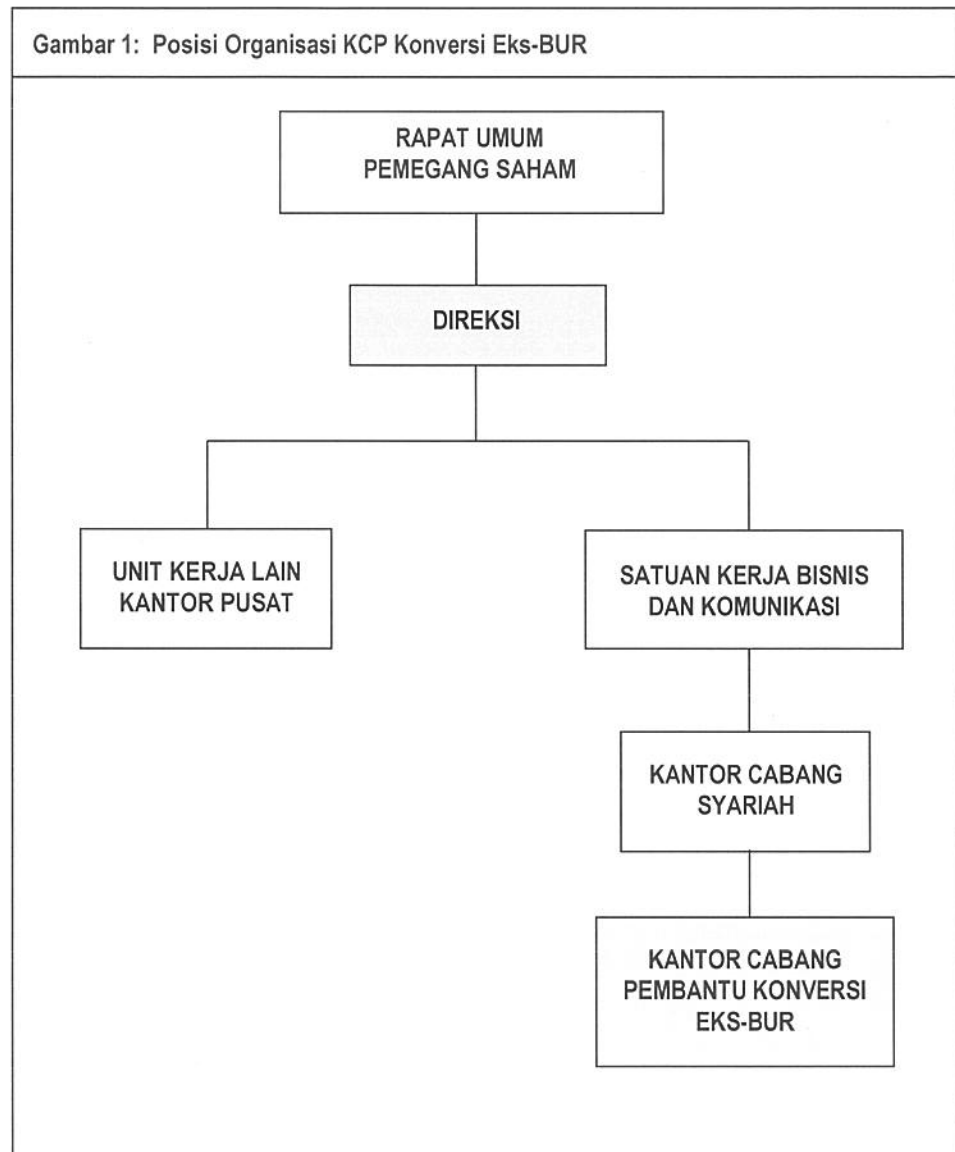 Gambar 1: Posisi Organisasi KCP Konversi Eks-BUR
RAPAT UMUM
PEMEGANG SAHAM
DIREKSI
UNIT KERJA LAIN
KANTOR PUSAT
SATUAN KERJA BISNIS
DAN KOMUNIKASI
KANTOR CABANG
SYARIAH
KANTOR CABANG
PEMBANTU KONVERSI
EKS-BUR